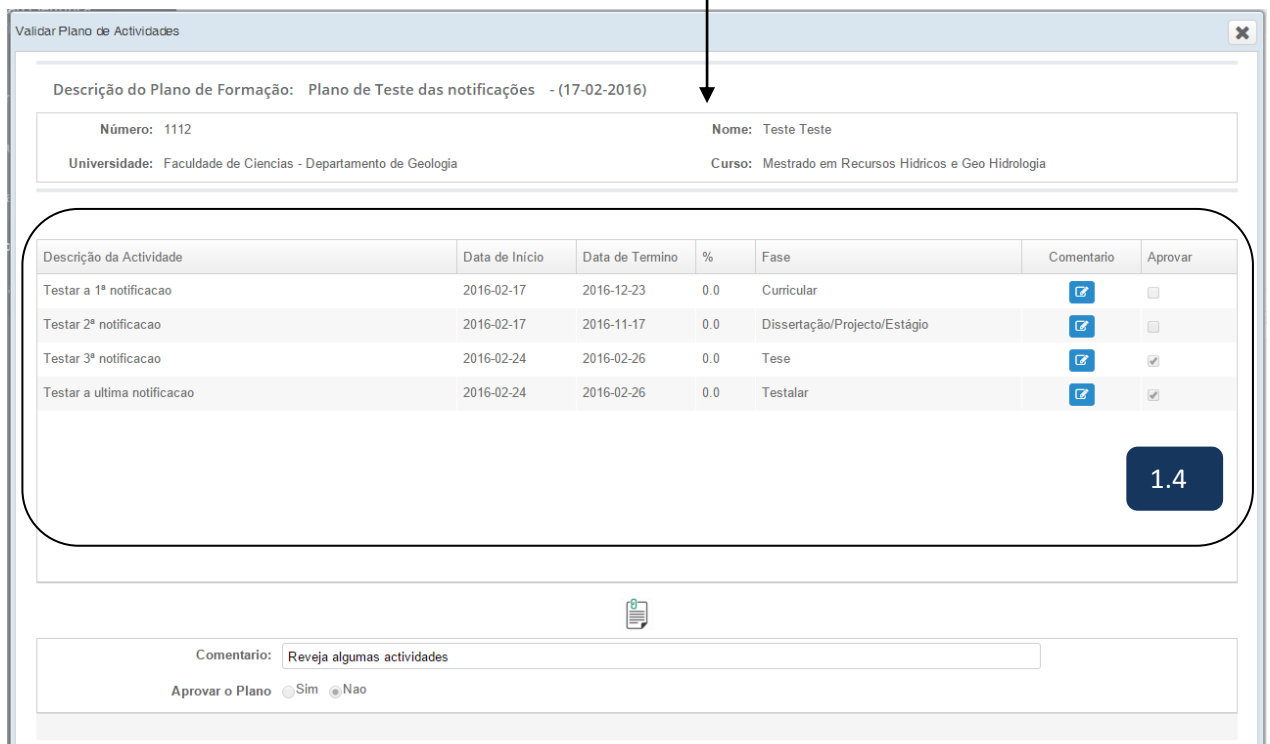 Validar Plano de Actividades
Descrição do Plano de Formação: Plano de Teste das notificações - (17-02-2016)
Número: 1112 Nome: Teste Teste
Universidade: Faculdade de Ciencias - Departamento de Geologia Curso: Mestrado em Recursos Hidricos e Geo Hidrologia
Descrição da Actividade Data de Início Data de Termino % Fase Comentario Aprovar
Testar a 1ª notificacao 2016-02-17 2016-12-23 0.0 Curricular
Testar 2ª notificacao 2016-02-17 2016-11-17 0.0 Dissertação/Projecto/Estágio
Testar 3ª notificacao 2016-02-24 2016-02-26 0.0 Tese
Testar a ultima notificacao 2016-02-24 2016-02-26 0.0 Testalar
1.4
Comentario: Reveja algumas actividades
Aprovar o Plano Sim Nao